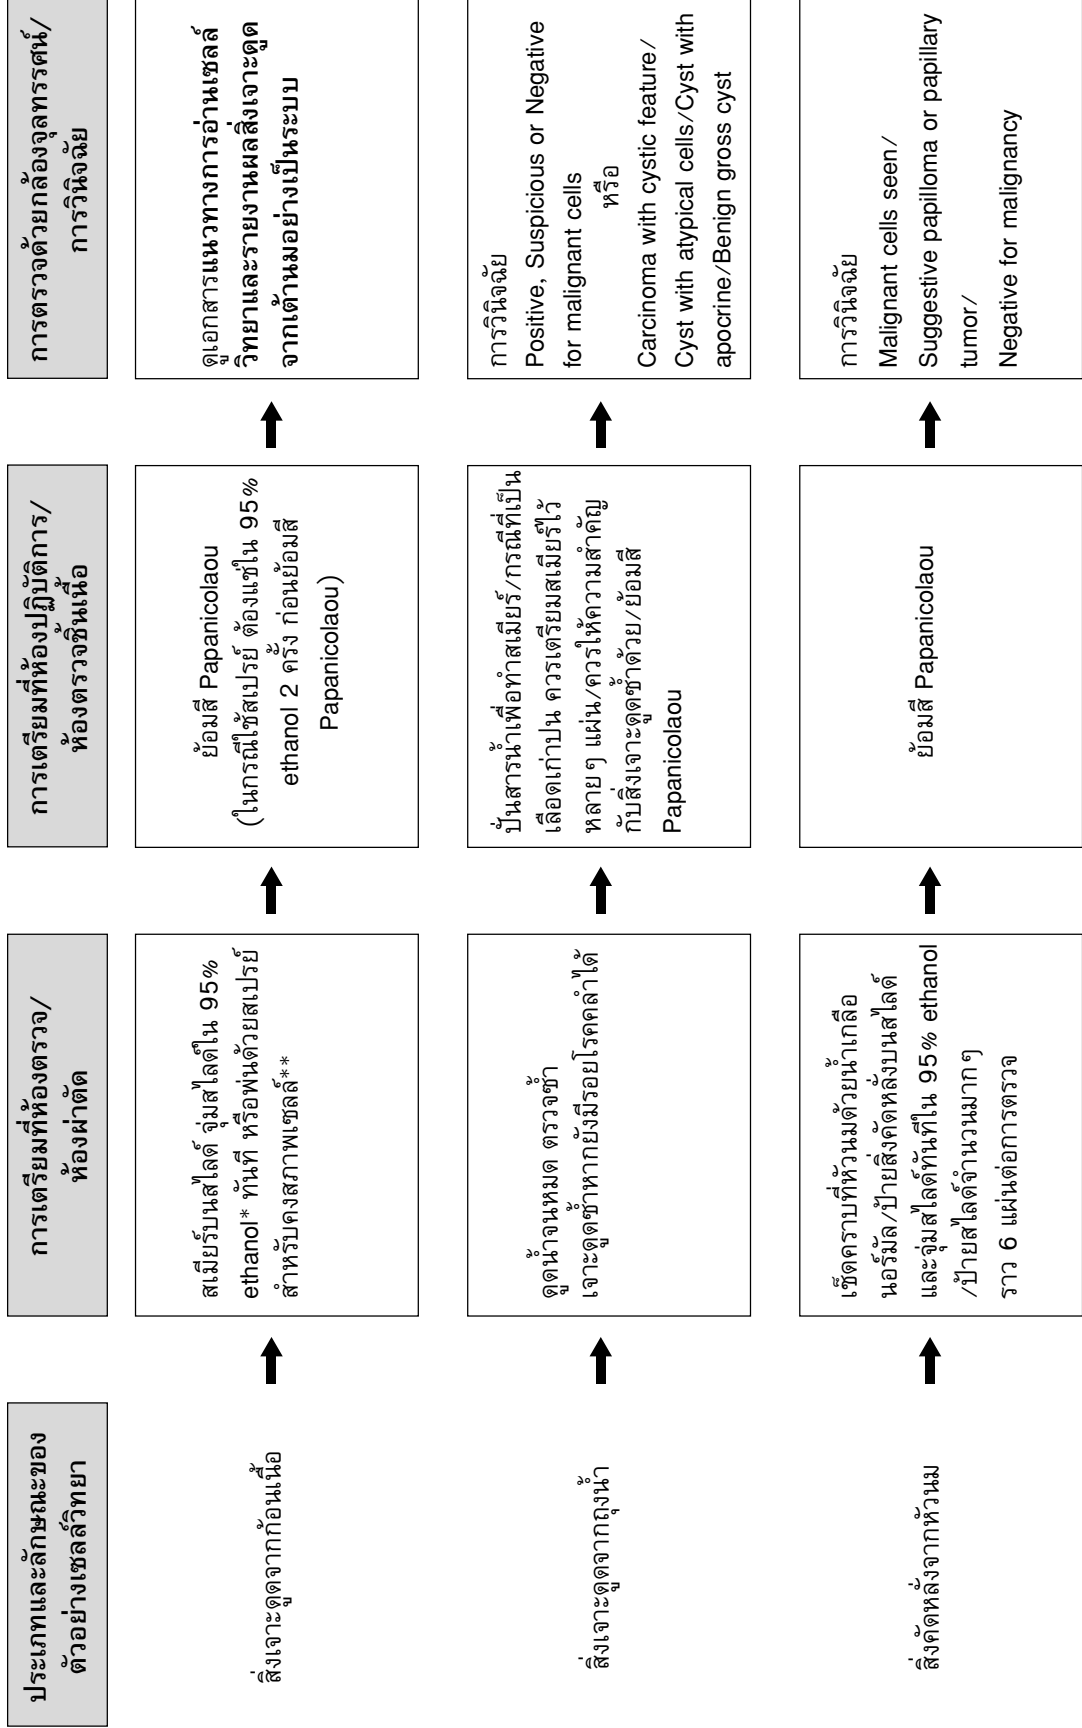 ประเภทและลักษณะของ
ตัวอย่างเซลล์วิทยา
การเตรียมที่ห้องตรวจ/
ห้องผ่าตัด
การเตรียมที่ห้องปฏิบัติการ/
ห้องตรวจชิ้นเนื้อ
การตรวจด้วยกล้องจุลทรรศน์/
การวินิจฉัย
สิ่งเจาะดูดจากก้อนเนื้อ
สเมียร์บนสไลด์ จุ่มสไลด์ใน 95%
ethanol* ทันที หรือพ่นด้วยสเปรย์
สำหรับคงสภาพเซลล์**
ย้อมสี Papanicolaou
(ในกรณีใช้สเปรย์ ต้องแช่ใน 95%
ethanol 2 ครั้ง ก่อนย้อมสี
Papanicolaou)
ดูเอกสารแนวทางการอ่านเซลล์
วิทยาและรายงานผลสิ่งเจาะดูด
จากเต้านมอย่างเป็นระบบ
สิ่งเจาะดูดจากถุงน้ำ
ดูดน้ำจนหมด ตรวจซ้ำ
เจาะดูดซ้ำหากยังมีรอยโรคคลำได้
ปั่นสารน้ำเพื่อทำสเมียร์/กรณีที่เป็น
เลือดเก่าปน ควรเตรียมสเมียร์ไว้
หลายๆ แผ่น/ควรให้ความสำคัญ
กับสิ่งเจาะดูดซ้ำด้วย/ย้อมสี
Papanicolaou
การวินิจฉัย
Positive, Suspicious or Negative
for malignant cells
หรือ
Carcinoma with cystic feature/
Cyst with atypical cells/Cyst with
apocrine/Benign gross cyst
สิ่งคัดหลั่งจากหัวนม
เช็ดคราบที่หัวนมด้วยน้ำเกลือ
นอร์มัล/ป้ายสิ่งคัดหลั่งบนสไลด์
และจุ่มสไลด์ทันทีใน 95% ethanol
/ป้ายสไลด์จำนวนมากๆ
ราว 6 แผ่นต่อการตรวจ
ย้อมสี Papanicolaou
การวินิจฉัย
Malignant cells seen/
Suggestive papilloma or papillary
tumor/
Negative for malignancy